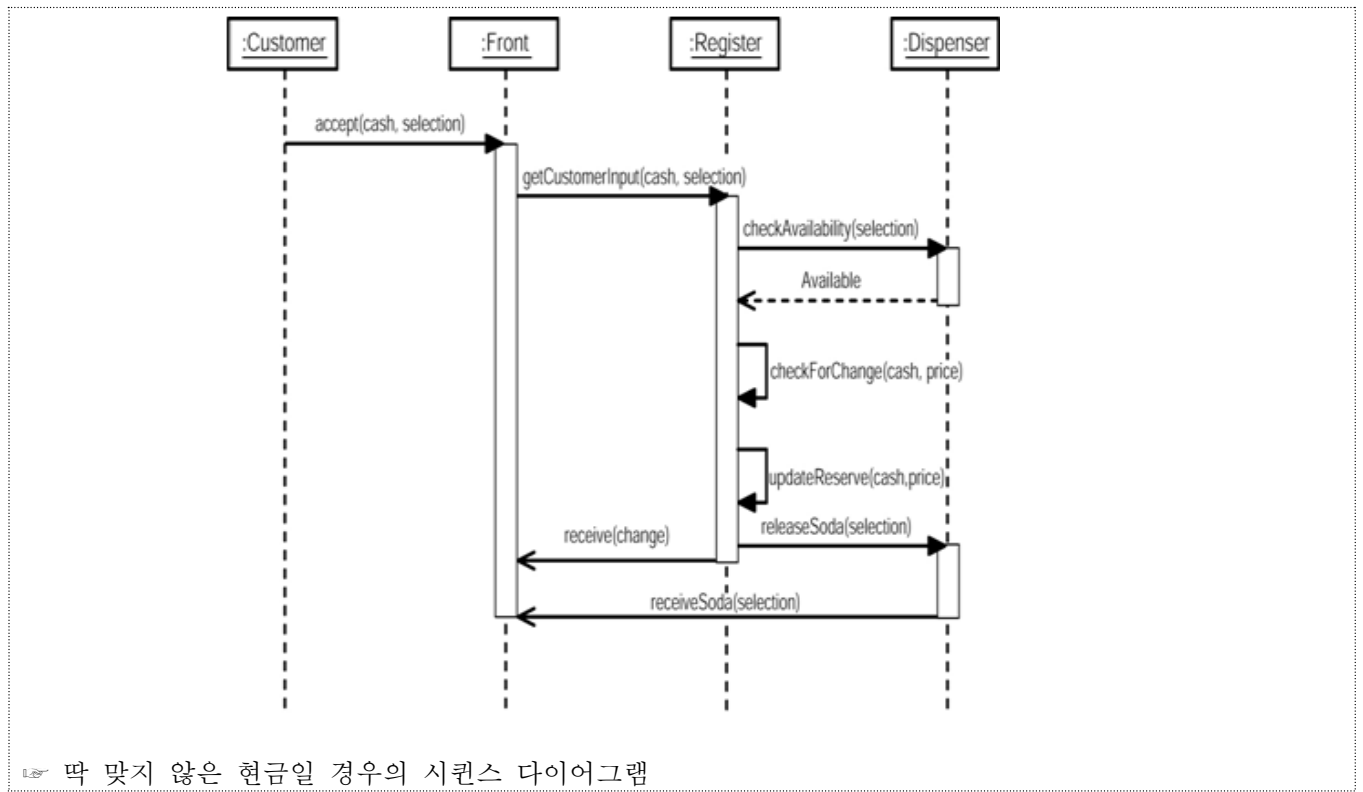 :Customer :Front :Register :Dispenser
accept(cash, selection)
getCustomerInput(cash, selection)
checkAvailability(selection)
Available
checkForChange(cash, price)
updateReserve(cash,price)
releaseSoda(selection)
receive(change)
receiveSoda(selection)
☞ 딱 맞지 않은 현금일 경우의 시퀀스 다이어그램